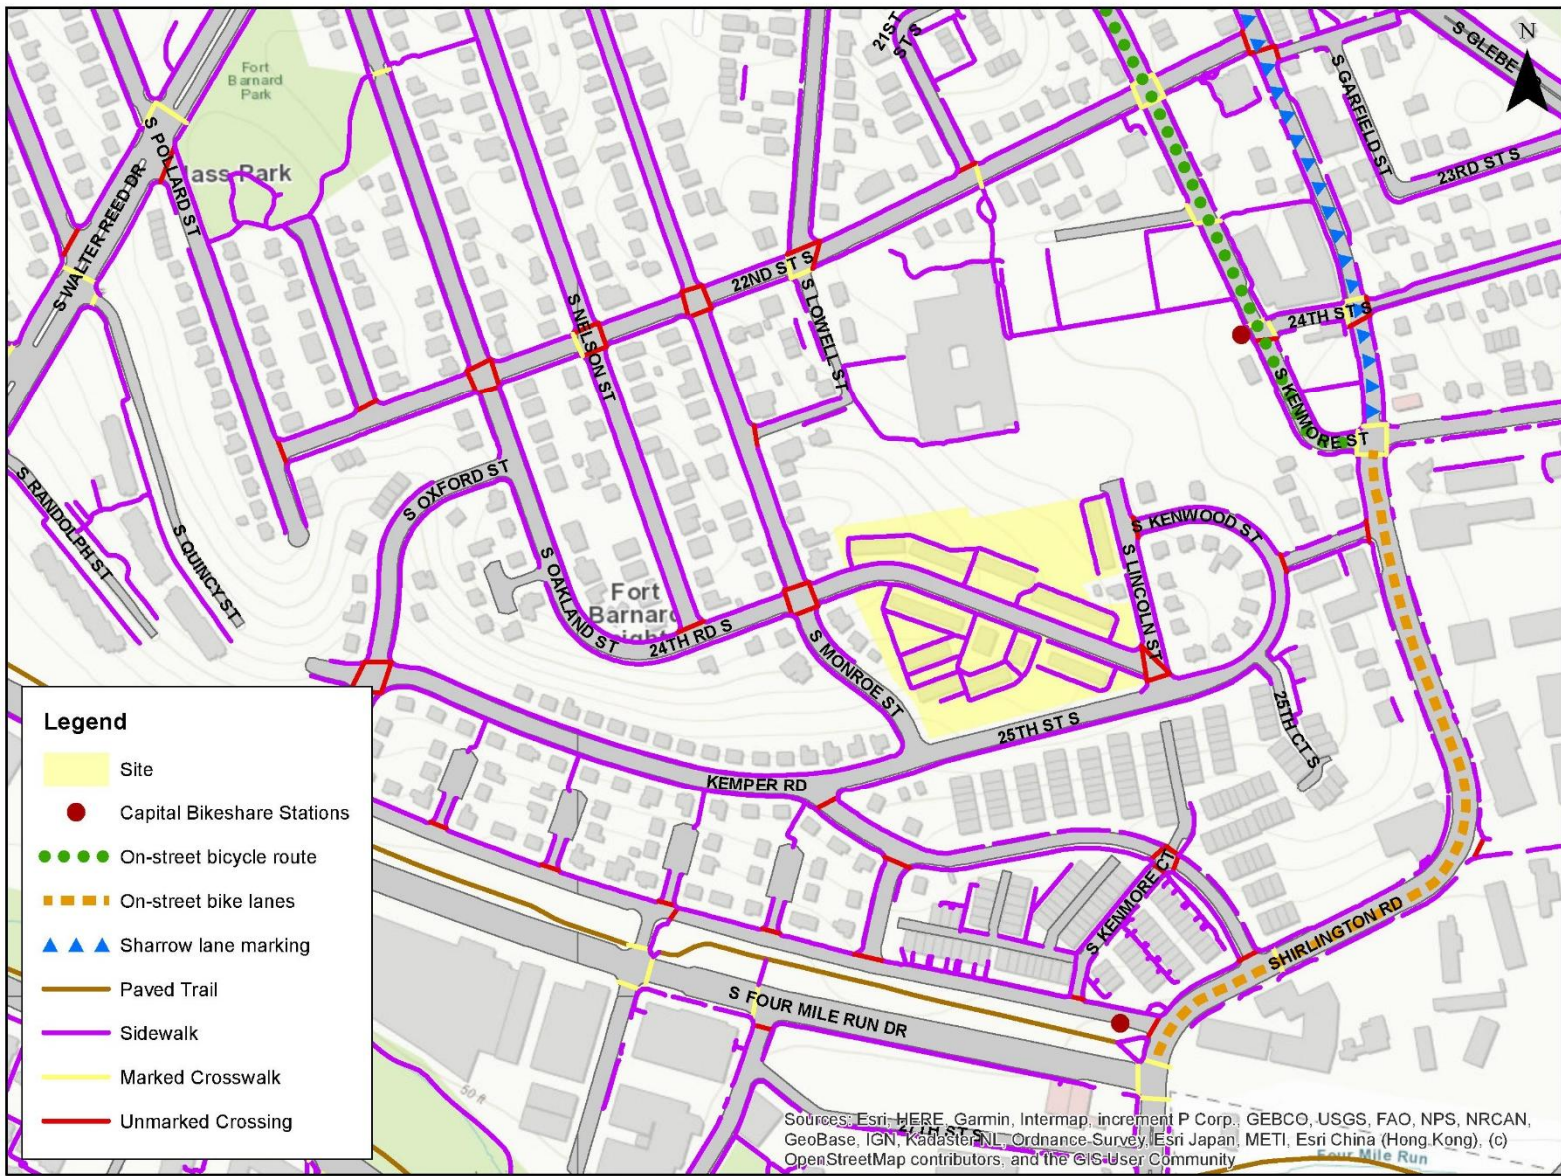 Fort
Barnard
Park
21ST
ST S
S GLEBE
N
S GARFIELD ST
23RD ST S
S POLLARD ST
lass Park
S WALTER REED DR
22ND ST S
S NELSON ST
S LOWELL ST
24TH ST S
S KENMORE ST
S OXFORD ST
S RANDOLPH ST
S QUINCY ST
S OAKLAND ST
Fort
Barnard
24TH RD S
S KENWOOD ST
S LINCOLN ST
S MONROE ST
25TH ST S
25TH CT S
KEMPER RD
S KENMORE CT
SHIRLINGTON RD
S FOUR MILE RUN DR
50 ft
27TH ST S
Four Mile Run
Legend
Site
Capital Bikeshare Stations
On-street bicycle route
On-street bike lanes
Sharrow lane marking
Paved Trail
Sidewalk
Marked Crosswalk
Unmarked Crossing
Sources: Esri, HERE, Garmin, Intermap, increment P Corp., GEBCO, USGS, FAO, NPS, NRCAN,
GeoBase, IGN, Kadaster NL, Ordnance Survey, Esri Japan, METI, Esri China (Hong Kong), (c)
OpenStreetMap contributors, and the GIS User Community